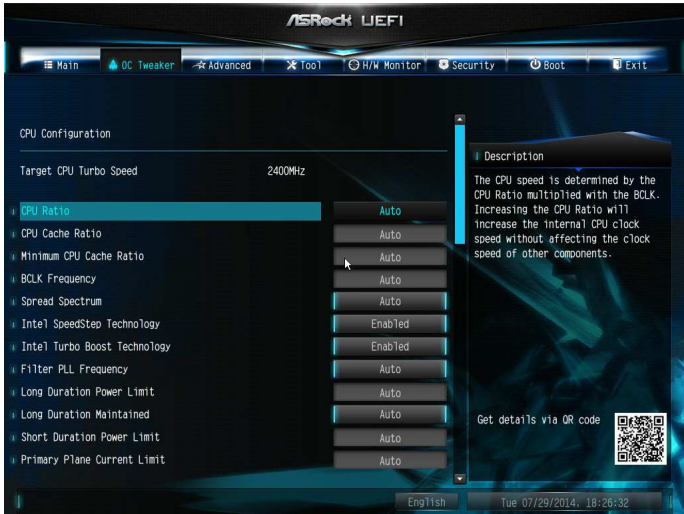 ASRock UEFI
Main
OC Tweaker
Advanced
Tool
H/W Monitor
Security
Boot
Exit
CPU Configuration
Target CPU Turbo Speed 2400MHz
CPU Ratio Auto
CPU Cache Ratio Auto
Minimum CPU Cache Ratio Auto
BCLK Frequency Auto
Spread Spectrum Auto
Intel SpeedStep Technology Enabled
Intel Turbo Boost Technology Enabled
Filter PLL Frequency Auto
Long Duration Power Limit Auto
Long Duration Maintained Auto
Short Duration Power Limit Auto
Primary Plane Current Limit Auto
Description
The CPU speed is determined by the
CPU Ratio multiplied with the BCLK.
Increasing the CPU Ratio will
increase the internal CPU clock
speed without affecting the clock
speed of other components.
Get details via QR code
English
Tue 07/29/2014. 18:26:32